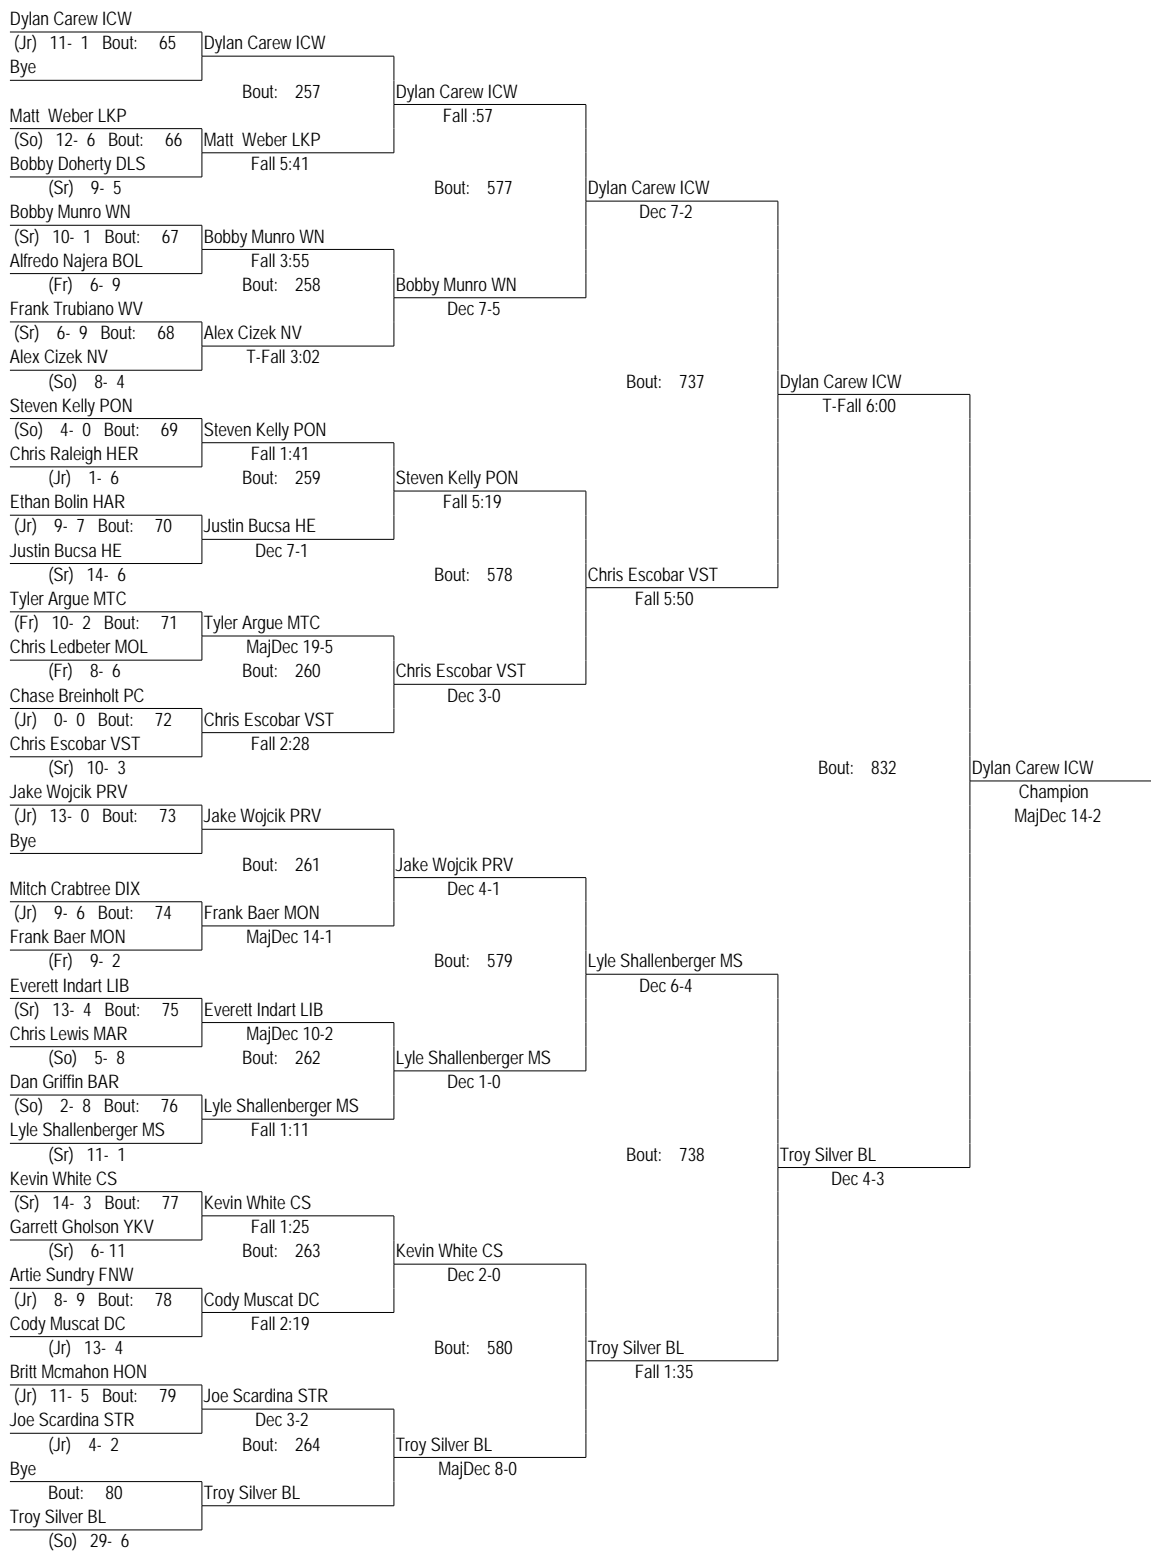 Dylan Carew ICW
(Jr) 11- 1 Bout: 65 Dylan Carew ICW
Bye
Bout: 257 Dylan Carew ICW
Matt Weber LKP Fall :57
(So) 12- 6 Bout: 66 Matt Weber LKP
Bobby Doherty DLS Fall 5:41
(Sr) 9- 5 Bout: 577 Dylan Carew ICW
Bobby Munro WN Dec 7-2
(Sr) 10- 1 Bout: 67 Bobby Munro WN
Alfredo Najera BOL Fall 3:55
(Fr) 6- 9 Bout: 258 Bobby Munro WN
Frank Trubiano WV Dec 7-5
(Sr) 6- 9 Bout: 68 Alex Cizek NV
Alex Cizek NV T-Fall 3:02
(So) 8- 4 Bout: 737 Dylan Carew ICW
Steven Kelly PON T-Fall 6:00
(So) 4- 0 Bout: 69 Steven Kelly PON
Chris Raleigh HER Fall 1:41
(Jr) 1- 6 Bout: 259 Steven Kelly PON
Ethan Bolin HAR Fall 5:19
(Jr) 9- 7 Bout: 70 Justin Bucsa HE
Justin Bucsa HE Dec 7-1
(Sr) 14- 6 Bout: 578 Chris Escobar VST
Tyler Argue MTC Fall 5:50
(Fr) 10- 2 Bout: 71 Tyler Argue MTC
Chris Ledbeter MOL MajDec 19-5
(Fr) 8- 6 Bout: 260 Chris Escobar VST
Chase Breinholt PC Dec 3-0
(Jr) 0- 0 Bout: 72 Chris Escobar VST
Chris Escobar VST Fall 2:28
(Sr) 10- 3 Bout: 832 Dylan Carew ICW
Jake Wojcik PRV Champion
(Jr) 13- 0 Bout: 73 Jake Wojcik PRV MajDec 14-2
Bye
Bout: 261 Jake Wojcik PRV
Mitch Crabtree DIX Dec 4-1
(Jr) 9- 6 Bout: 74 Frank Baer MON
Frank Baer MON MajDec 14-1
(Fr) 9- 2 Bout: 579 Lyle Shallenberger MS
Everett Indart LIB Dec 6-4
(Sr) 13- 4 Bout: 75 Everett Indart LIB
Chris Lewis MAR MajDec 10-2
(So) 5- 8 Bout: 262 Lyle Shallenberger MS
Dan Griffin BAR Dec 1-0
(So) 2- 8 Bout: 76 Lyle Shallenberger MS
Lyle Shallenberger MS Fall 1:11
(Sr) 11- 1 Bout: 738 Troy Silver BL
Kevin White CS Dec 4-3
(Sr) 14- 3 Bout: 77 Kevin White CS
Garrett Gholson YKV Fall 1:25
(Sr) 6- 11 Bout: 263 Kevin White CS
Artie Sundry FNW Dec 2-0
(Jr) 8- 9 Bout: 78 Cody Muscat DC
Cody Muscat DC Fall 2:19
(Jr) 13- 4 Bout: 580 Troy Silver BL
Britt Mcmahon HON Fall 1:35
(Jr) 11- 5 Bout: 79 Joe Scardina STR
Joe Scardina STR Dec 3-2
(Jr) 4- 2 Bout: 264 Troy Silver BL
Bye MajDec 8-0
Bout: 80 Troy Silver BL
Troy Silver BL
(So) 29- 6